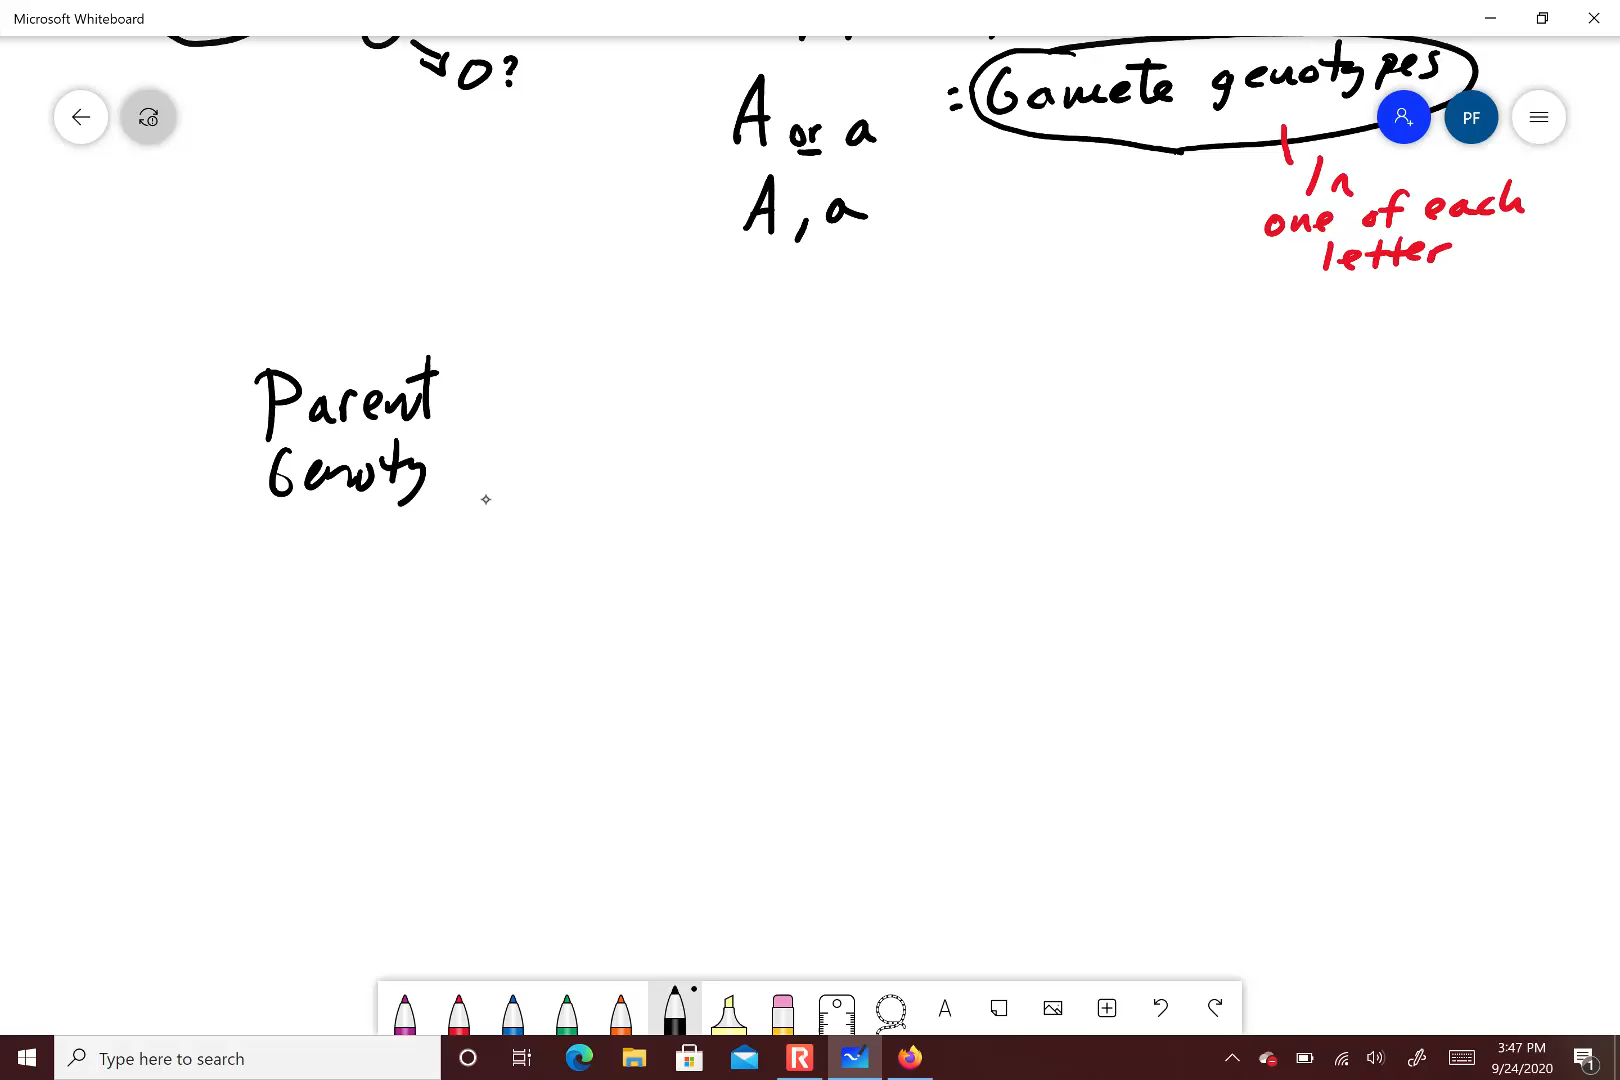 Microsoft Whiteboard
o?
= Gamete genotypes
A or a
PF
A, a
1n
one of each
letter
Parent
Genoty
A
Type here to search
3:47 PM
9/24/2020
1